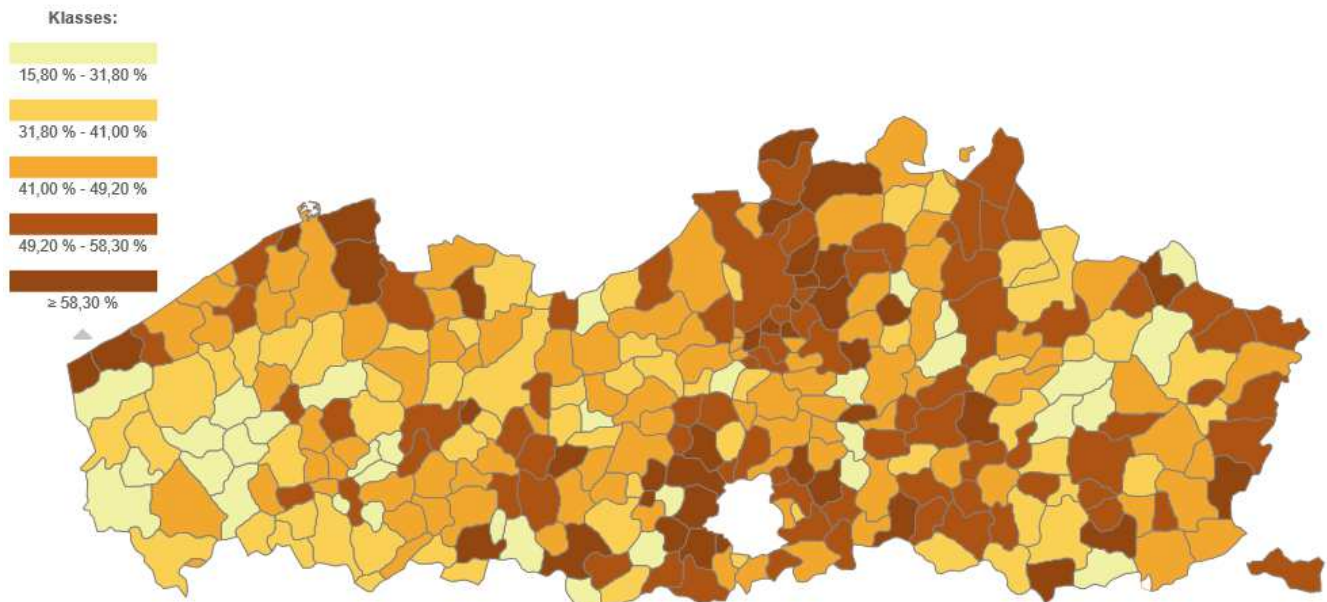 Klasses:
15,80 % - 31,80 %
31,80 % - 41,00 %
41,00 % - 49,20 %
49,20 % - 58,30 %
≥ 58,30 %